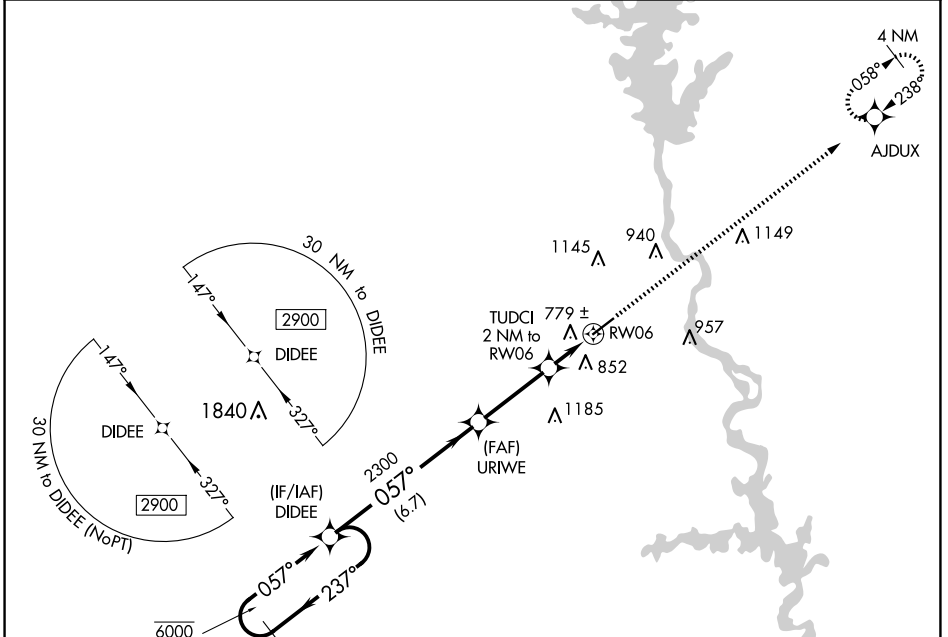 4 NM
058°
238°
AJDUX
1145
940
1149
30 NM to DIDEE
147°
2900
DIDEE
327°
TUDCI
2 NM to
RW06
779 ±
RW06
957
852
147°
1840
DIDEE
327°
2900
30 NM to DIDEE (NoPT)
1185
(FAF)
URIWE
2300
057°
(6.7)
(IF/IAF)
DIDEE
057°
237°
6000